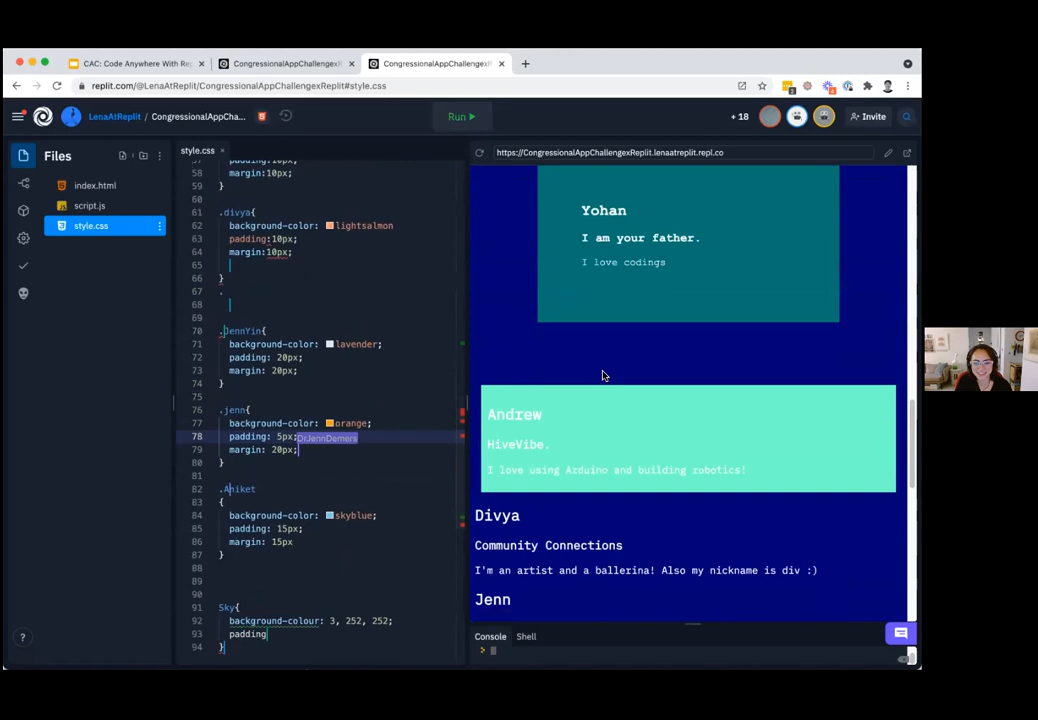 CAC: Code Anywhere With Re
CongressionalAppChallengexR
CongressionalAppChallengexR
replit.com/@LenaAtReplit/CongressionalAppChallengexReplit#style.css
LenaAtReplit / CongressionalAppCha...
Run
+ 18
Invite
Files
index.html
script.js
style.css
style.css
57 padding:10px;
58 margin:10px;
59 }
60
61 .divya{
62 background-color: lightsalmon
63 padding:10px;
64 margin:10px;
65
66 }
67 .
68
69
70 .JennYin{
71 background-color: lavender;
72 padding: 20px;
73 margin: 20px;
74 }
75
76 .jenn{
77 background-color: orange;
78 padding: 5px;
DrJennDemers
79 margin: 20px;
80 }
81
82 .Aniket
83 {
84 background-color: skyblue;
85 padding: 15px;
86 margin: 15px
87 }
88
89
90
91 Sky{
92 background-colour: 3, 252, 252;
93 padding
94 }
https://CongressionalAppChallengexReplit.lenaatreplit.repl.co
Yohan
I am your father.
I love codings
Andrew
HiveVibe.
I love using Arduino and building robotics!
Divya
Community Connections
I'm an artist and a ballerina! Also my nickname is div :)
Jenn
Console
Shell